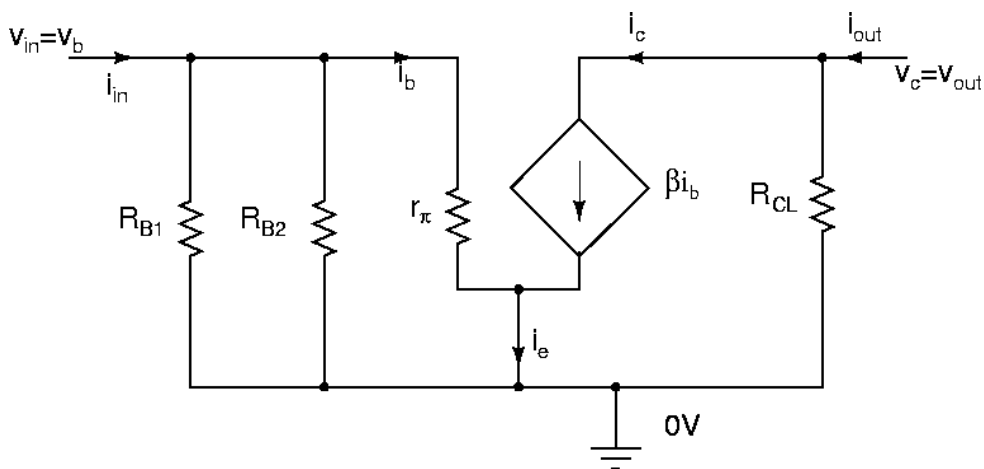 v_in=v_b
i_in
i_b
i_c
i_out
v_c=v_out
R_B1
R_B2
r_π
βi_b
R_CL
i_e
0V